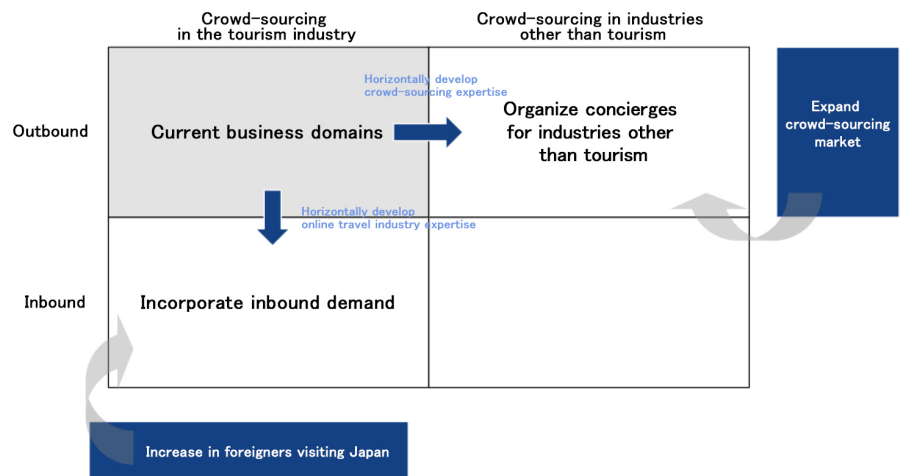 Crowd-sourcing
in the tourism industry
Crowd-sourcing in industries
other than tourism
Outbound
Current business domains
Horizontally develop
crowd-sourcing expertise
Organize concierges
for industries other
than tourism
Expand
crowd-sourcing
market
Horizontally develop
online travel industry expertise
Inbound
Incorporate inbound demand
Increase in foreigners visiting Japan